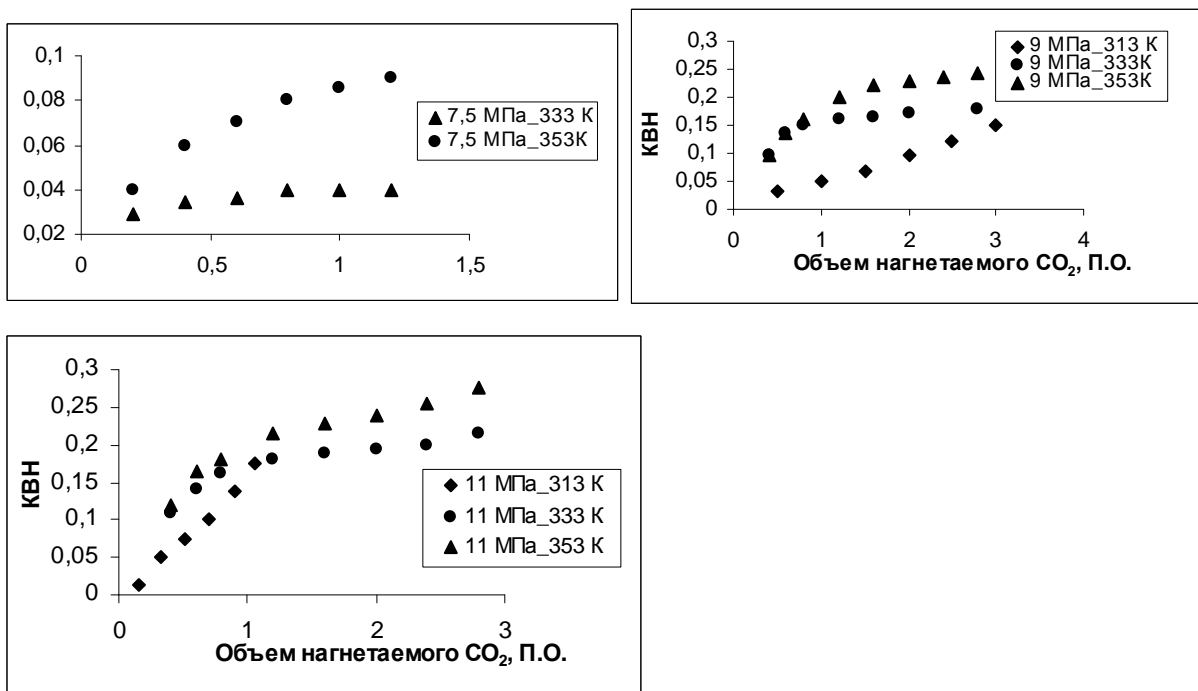 0,1
0,08
0,06
0,04
0,02
0 0,5 1 1,5
7,5 МПа_333 К
7,5 МПа_353К
КВН
0,3
0,25
0,2
0,15
0,1
0,05
0
0 1 2 3 4
Объем нагнетаемого СО₂, П.О.
9 МПа_313 К
9 МПа_333К
9 МПа_353К
КВН
0,3
0,25
0,2
0,15
0,1
0,05
0
0 1 2 3
Объем нагнетаемого СО₂, П.О.
11 МПа_313 К
11 МПа_333 К
11 МПа_353 К